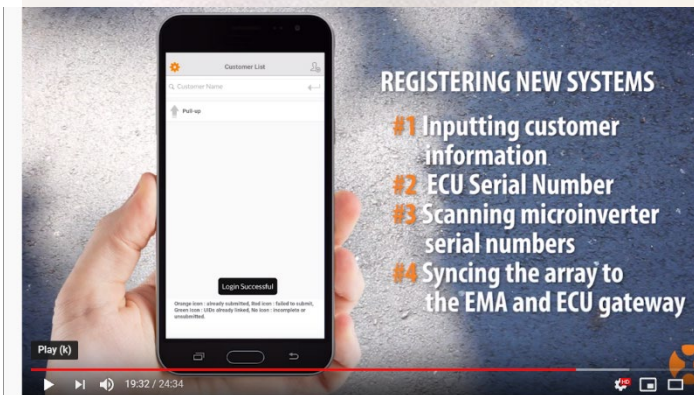 Customer List
Customer Name
Pull-up
Login Successful
Orange icon : already submitted, Red icon : failed to submit,
Green icon : UIDs already linked, No icon : incomplete or
unsubmitted.
REGISTERING NEW SYSTEMS
#1 Inputting customer
information
#2 ECU Serial Number
#3 Scanning microinverter
serial numbers
#4 Syncing the array to
the EMA and ECU gateway
Play (k)
19:32 / 24:34
HD